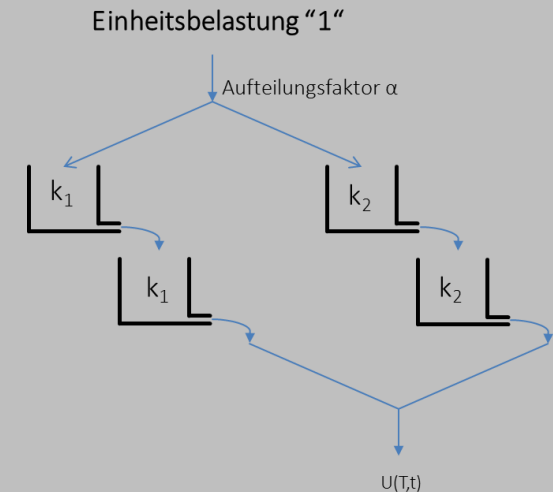 Einheitsbelastung “1“
Aufteilungsfaktor α
k₁
k₂
k₁
k₂
U(T,t)